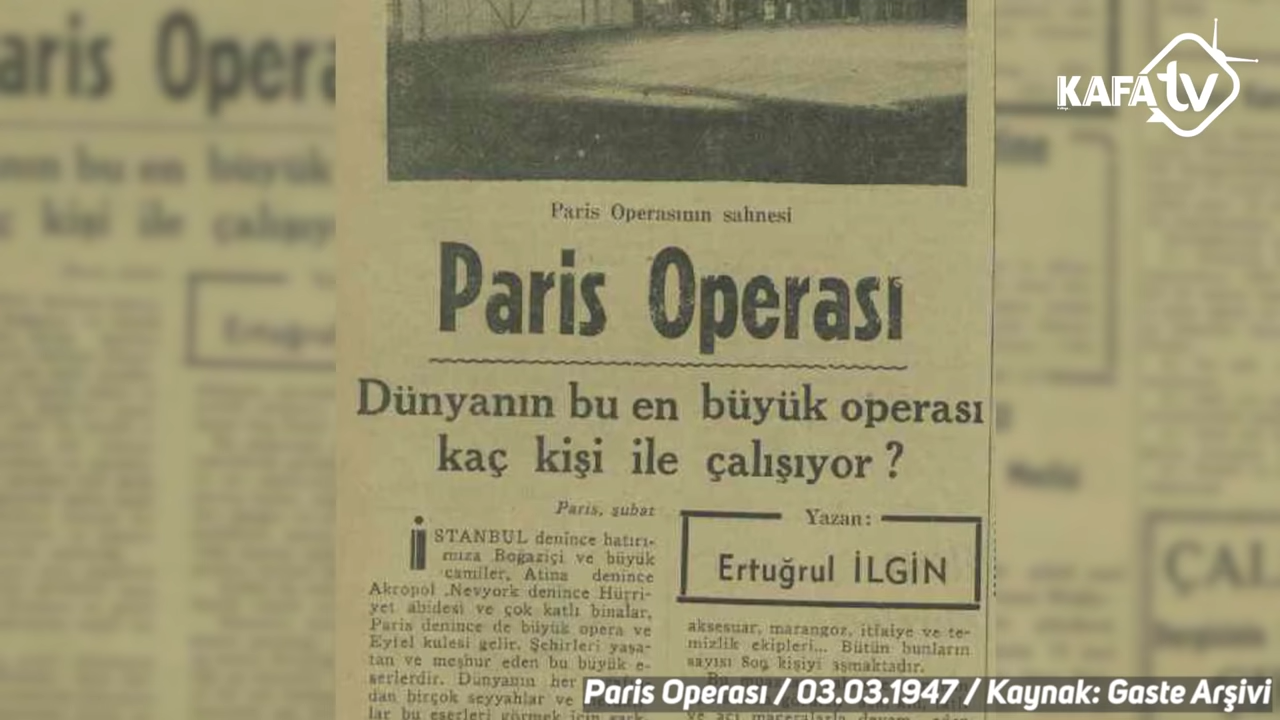 KAFA tv
Paris Operasının sahnesi
Paris Operası
Dünyanın bu en büyük operası
kaç kişi ile çalışıyor ?
Paris, şubat
İSTANBUL denince hatırı-
mıza Boğaziçi ve büyük
camiler, Atina denince
Akropol ,Nevyork denince Hürri-
yet âbidesi ve çok katlı binalar,
Paris denince de büyük opera ve
Eyfel kulesi gelir. Şehirleri yaşa-
tan ve meşhur eden bu büyük e-
serlerdir. Dünyanın her
dan birçok seyyahlar ve
lar bu eserleri görmek için
Yazan:
Ertuğrul İLGİN
aksesuar, marangoz, itfaiye ve te-
mizlik ekipleri... Bütün bunların
sayısı 800 kişiyi aşmaktadır.
Paris Operası / 03.03.1947 / Kaynak: Gaste Arşivi